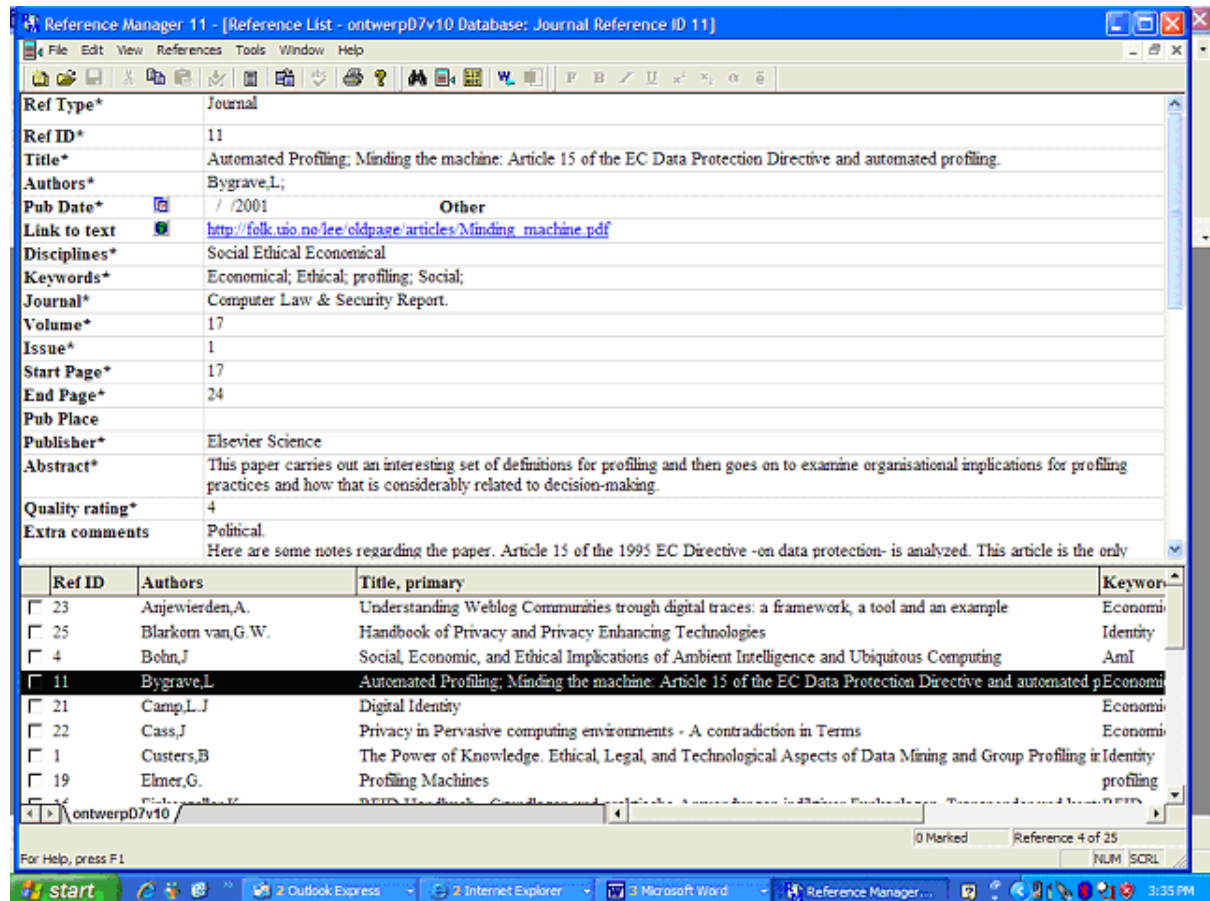 Reference Manager 11 - [Reference List - ontwerpD7v10 Database: Journal Reference ID 11]
File Edit View References Tools Window Help
Ref Type* Journal
Ref ID* 11
Title* Automated Profiling; Minding the machine: Article 15 of the EC Data Protection Directive and automated profiling.
Authors* Bygrave,L;
Pub Date* / /2001 Other
Link to text http://folk.uio.no/lee/oldpage/articles/Minding_machine.pdf
Disciplines* Social Ethical Economical
Keywords* Economical; Ethical; profiling; Social;
Journal* Computer Law & Security Report.
Volume* 17
Issue* 1
Start Page* 17
End Page* 24
Pub Place
Publisher* Elsevier Science
Abstract* This paper carries out an interesting set of definitions for profiling and then goes on to examine organisational implications for profiling
practices and how that is considerably related to decision-making.
Quality rating* 4
Extra comments Political.
Here are some notes regarding the paper. Article 15 of the 1995 EC Directive -on data protection- is analyzed. This article is the only
Ref ID Authors Title, primary Keywor
23 Anjewierden,A. Understanding Weblog Communities trough digital traces: a framework, a tool and an example Economi
25 Blarkom van,G.W. Handbook of Privacy and Privacy Enhancing Technologies Identity
4 Bohn,J Social, Economic, and Ethical Implications of Ambient Intelligence and Ubiquitous Computing AmI
11 Bygrave,L Automated Profiling; Minding the machine: Article 15 of the EC Data Protection Directive and automated p Economi
21 Camp,L.J Digital Identity Economi
22 Cass,J Privacy in Pervasive computing environments - A contradiction in Terms Economi
1 Custers,B The Power of Knowledge. Ethical, Legal, and Technological Aspects of Data Mining and Group Profiling ir Identity
19 Elmer,G. Profiling Machines profiling
ontwerpD7v10
0 Marked Reference 4 of 25
For Help, press F1 NUM SCRL
start 2 Outlook Express 2 Internet Explorer 3 Microsoft Word Reference Manager... 3:35 PM